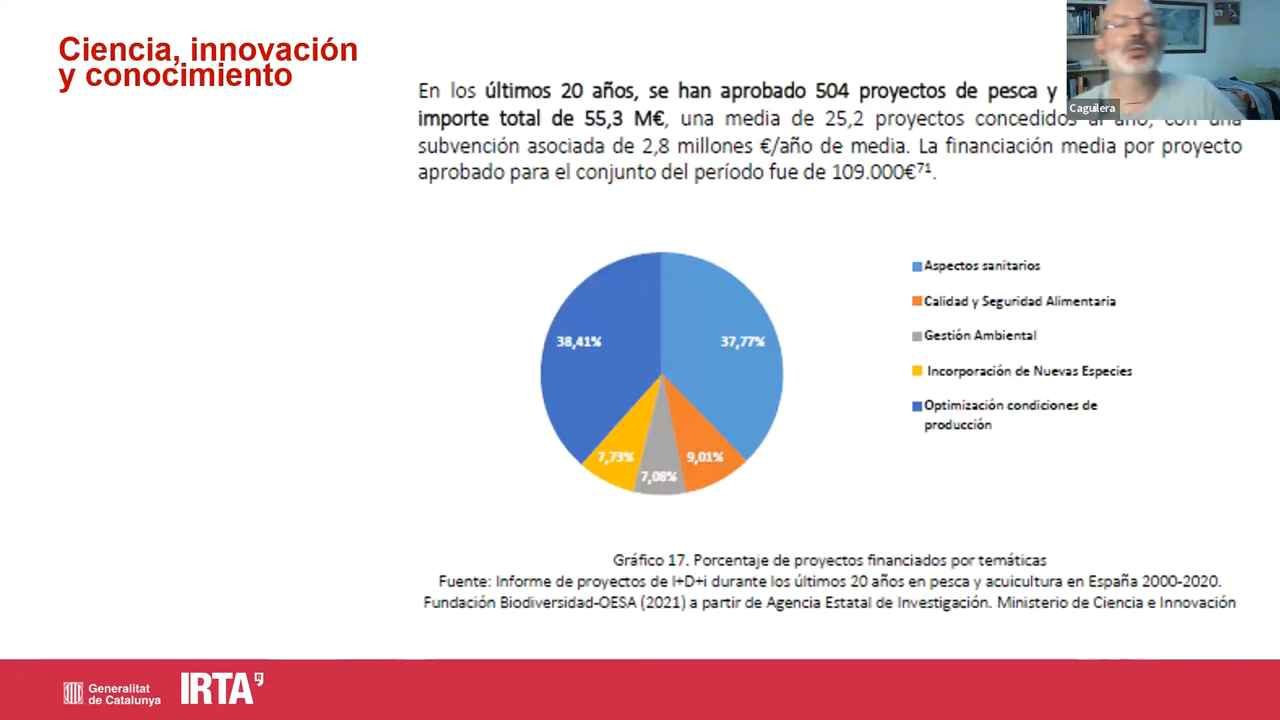 Ciencia, innovación
y conocimiento
En los últimos 20 años, se han aprobado 504 proyectos de pesca y
importe total de 55,3 M€, una media de 25,2 proyectos concedidos al año, con una
subvención asociada de 2,8 millones €/año de media. La financiación media por proyecto
aprobado para el conjunto del período fue de 109.000€⁷¹.
Caguilera
38,41%
37,77%
7,73%
7,08%
9,01%
Aspectos sanitarios
Calidad y Seguridad Alimentaria
Gestión Ambiental
Incorporación de Nuevas Especies
Optimización condiciones de
producción
Gráfico 17. Porcentaje de proyectos financiados por temáticas
Fuente: Informe de proyectos de I+D+i durante los últimos 20 años en pesca y acuicultura en España 2000-2020.
Fundación Biodiversidad-OESA (2021) a partir de Agencia Estatal de Investigación. Ministerio de Ciencia e Innovación
Generalitat
de Catalunya
IRTA